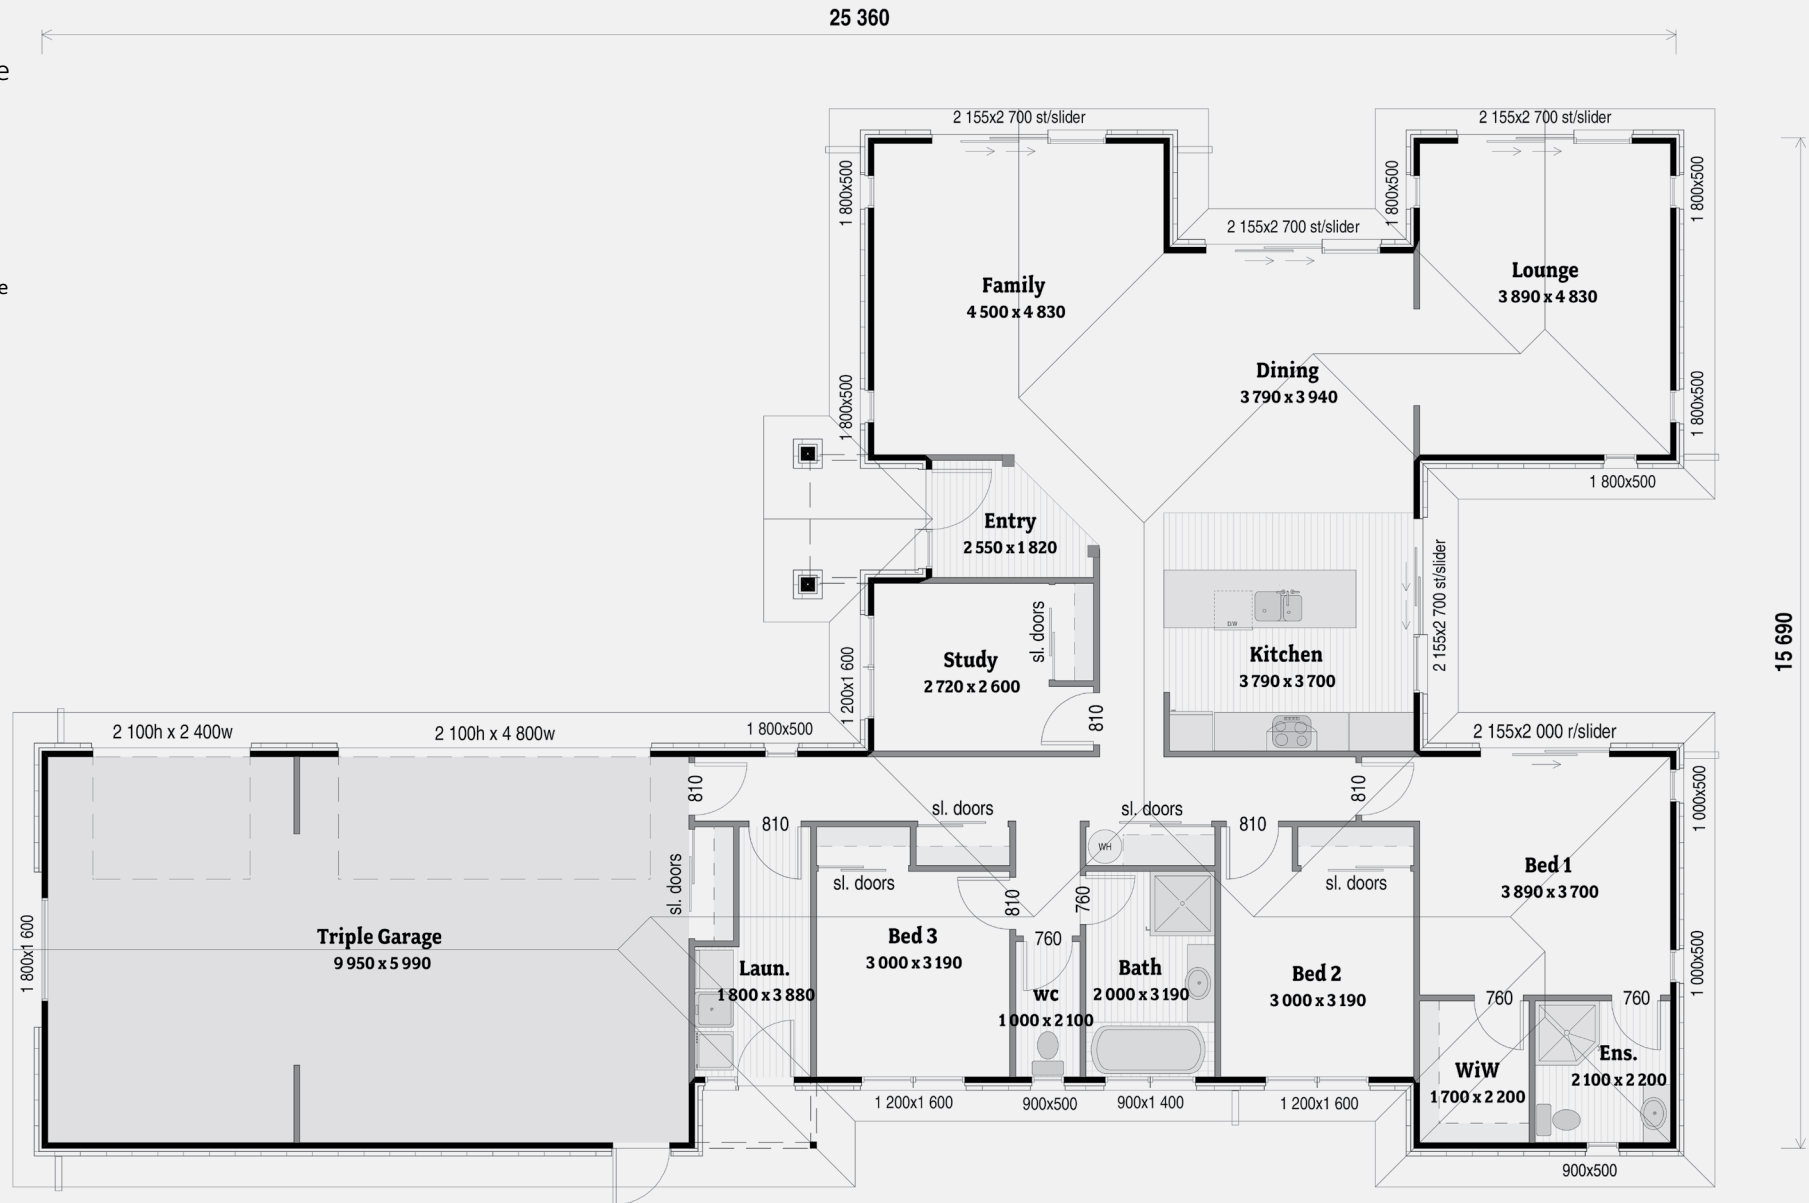 25 360
e
e
2 155x2 700 st/slider
2 155x2 700 st/slider
1 800x500
1 800x500
1 800x500
2 155x2 700 st/slider
Family
4 500 x 4 830
Lounge
3 890 x 4 830
Dining
3 790 x 3 940
1 800x500
1 800x500
1 800x500
Entry
2 550 x 1 820
2 155x2 700 st/slider
15 690
sl. doors
DW
Study
2 720 x 2 600
1 200x1 600
810
Kitchen
3 790 x 3 700
2 100h x 2 400w
2 100h x 4 800w
1 800x500
2 155x2 000 r/slider
810
810
1 000x500
810
sl. doors
sl. doors
810
WH
sl. doors
sl. doors
sl. doors
Bed 1
3 890 x 3 700
810
760
1 800x1 600
Triple Garage
9 950 x 5 990
Bed 3
3 000 x 3 190
760
1 000x500
Laun.
1 800 x 3 880
wc
1 000 x 2 100
Bath
2 000 x 3 190
Bed 2
3 000 x 3 190
760
760
Ens.
2 100 x 2 200
WiW
1 700 x 2 200
1 200x1 600
900x500
900x1 400
1 200x1 600
900x500